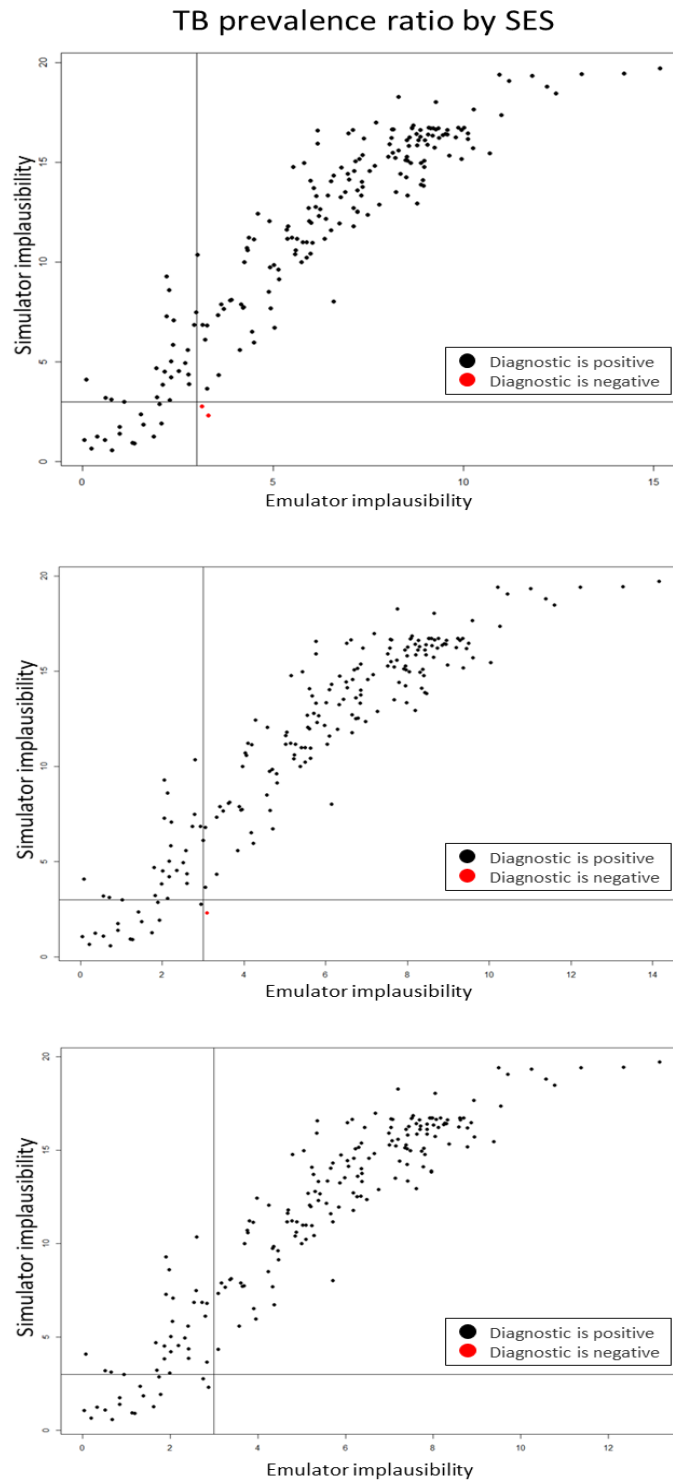 TB prevalence ratio by SES
20
15
10
5
0
Simulator implausibility
Diagnostic is positive
Diagnostic is negative
0 5 10 15
Emulator implausibility
20
15
10
5
0
Simulator implausibility
Diagnostic is positive
Diagnostic is negative
0 2 4 6 8 10 12 14
Emulator implausibility
20
15
10
5
0
Simulator implausibility
Diagnostic is positive
Diagnostic is negative
0 2 4 6 8 10 12
Emulator implausibility